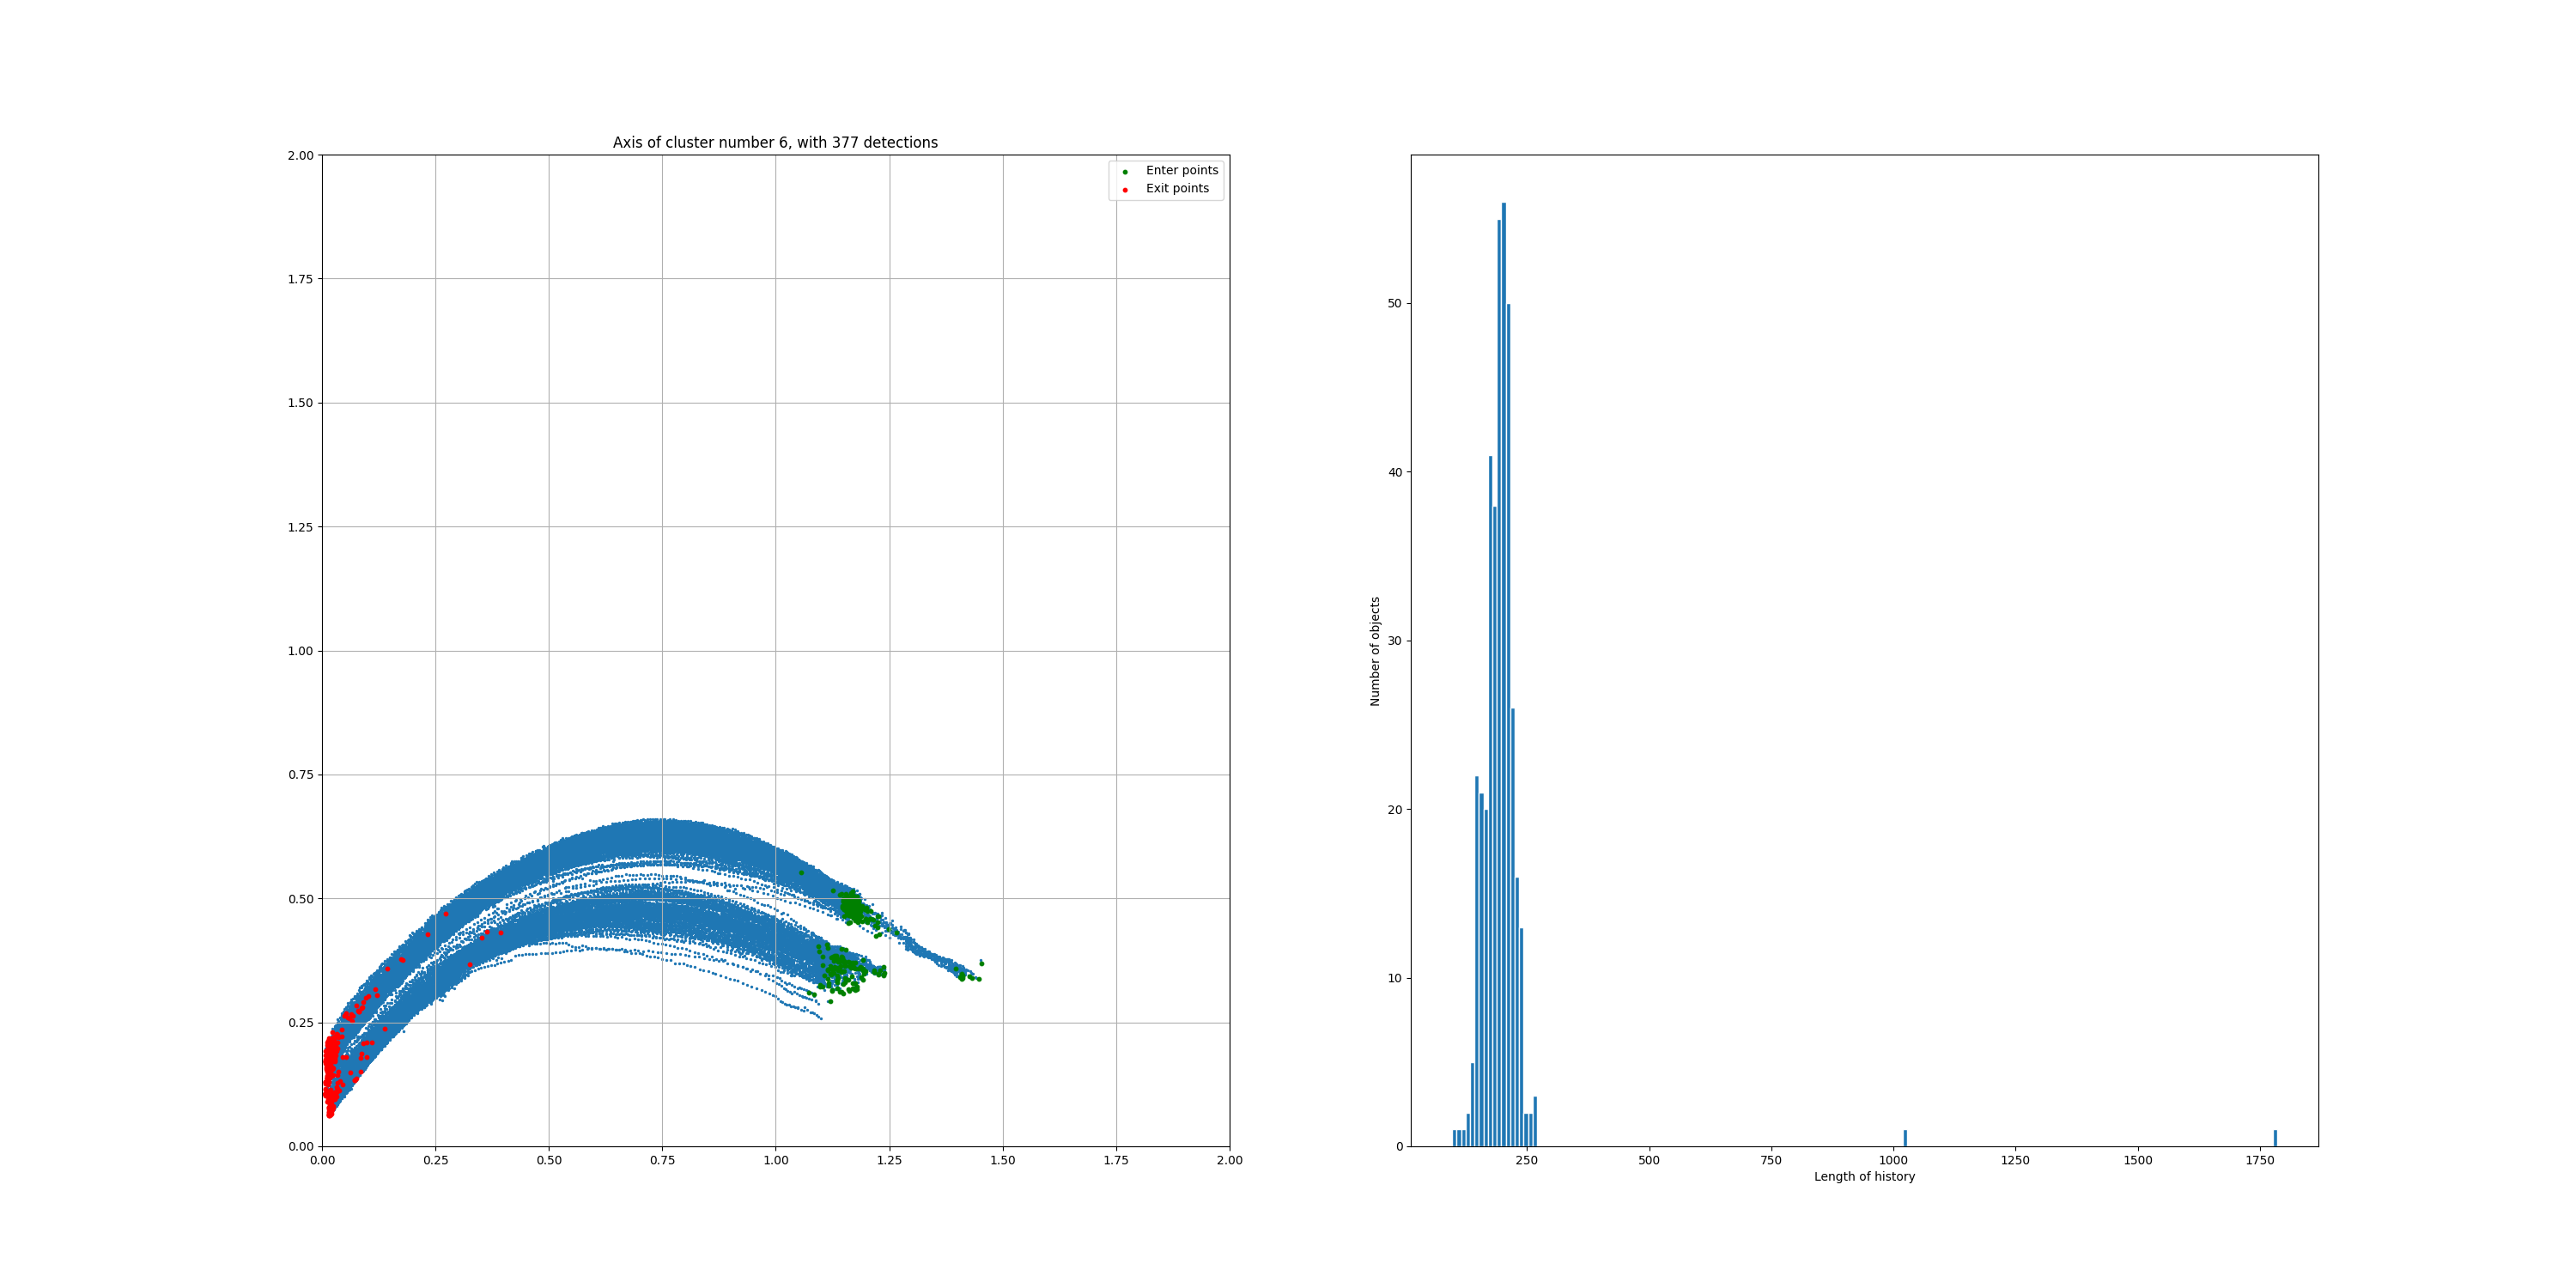 Axis of cluster number 6, with 377 detections
Enter points
Exit points
2.00
1.75
1.50
1.25
1.00
0.75
0.50
0.25
0.00
0.00 0.25 0.50 0.75 1.00 1.25 1.50 1.75 2.00
Number of objects
50
40
30
20
10
0
250 500 750 1000 1250 1500 1750
Length of history